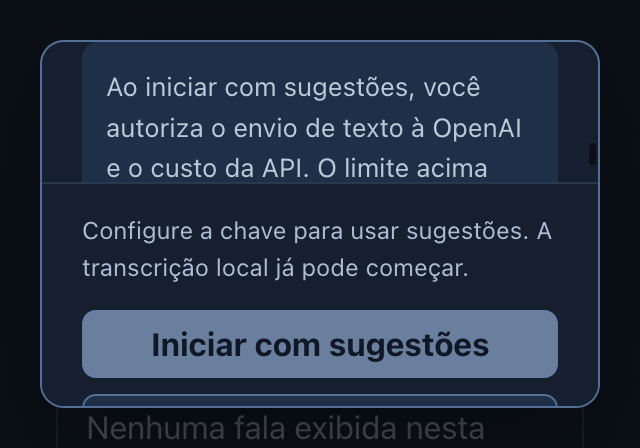 Ao iniciar com sugestões, você
autoriza o envio de texto à OpenAI
e o custo da API. O limite acima
Configure a chave para usar sugestões. A
transcrição local já pode começar.
Iniciar com sugestões
Nenhuma fala exibida nesta